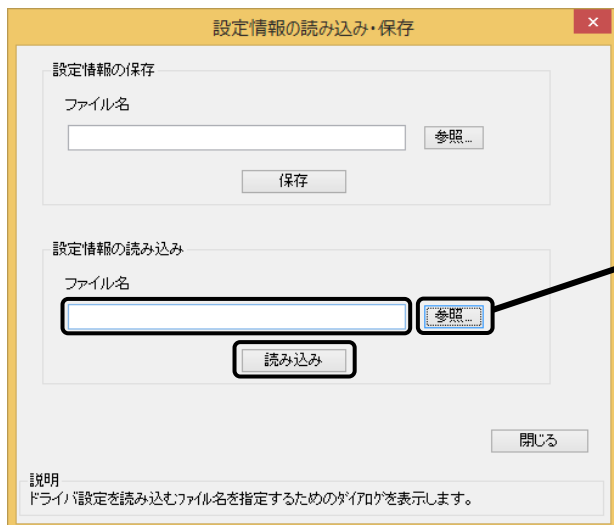 設定情報の読み込み・保存
×
設定情報の保存
ファイル名
参照...
保存
設定情報の読み込み
ファイル名
参照...
読み込み
閉じる
説明
ドライバ設定を読み込むファイル名を指定するためのダイアログを表示します。